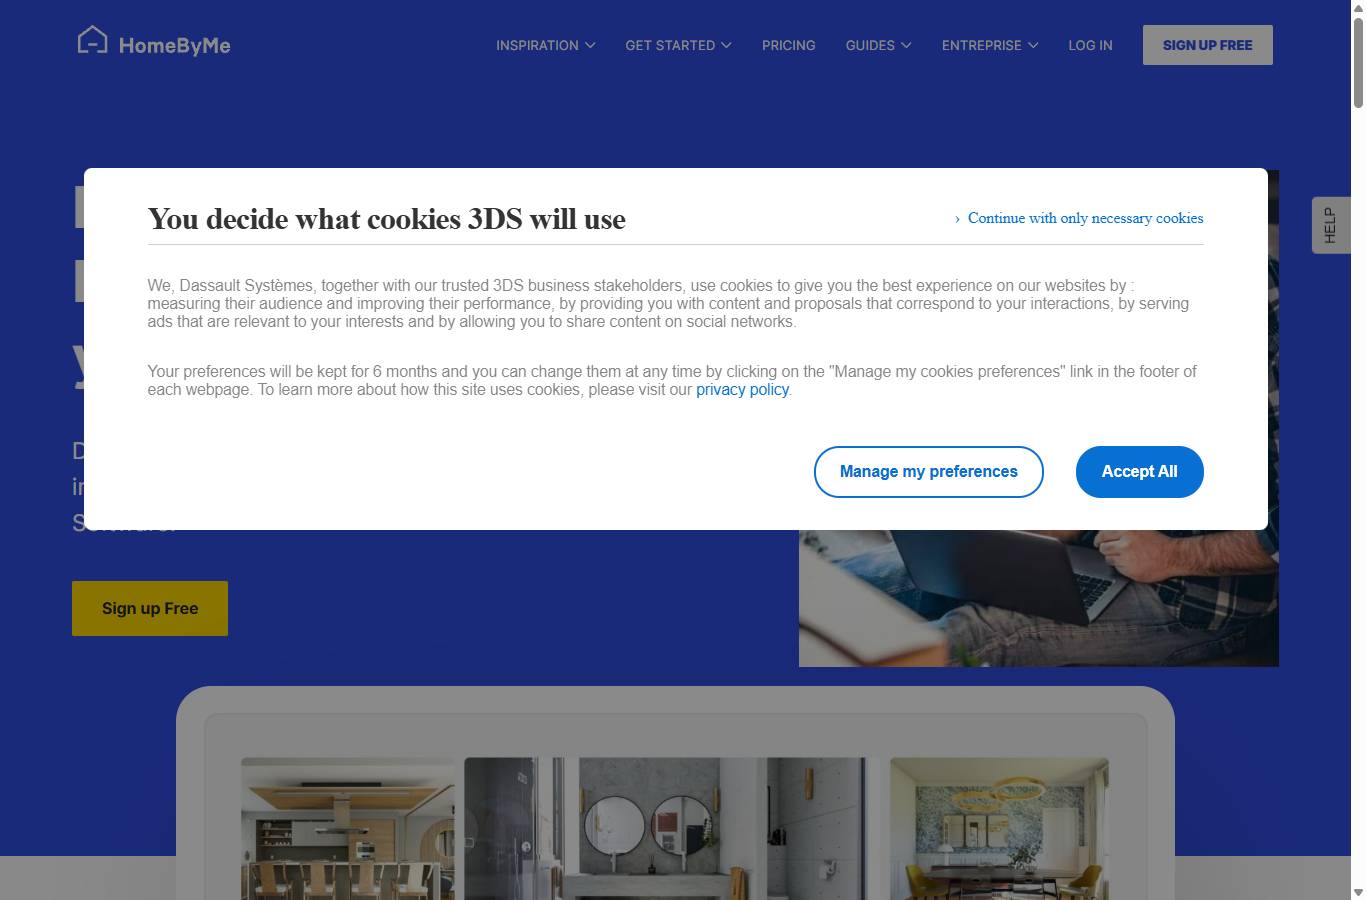 HomeByMe
INSPIRATION
GET STARTED
PRICING
GUIDES
ENTREPRISE
LOG IN
SIGN UP FREE
You decide what cookies 3DS will use
› Continue with only necessary cookies
HELP
We, Dassault Systèmes, together with our trusted 3DS business stakeholders, use cookies to give you the best experience on our websites by :
measuring their audience and improving their performance, by providing you with content and proposals that correspond to your interactions, by serving
ads that are relevant to your interests and by allowing you to share content on social networks.
Your preferences will be kept for 6 months and you can change them at any time by clicking on the "Manage my cookies preferences" link in the footer of
each webpage. To learn more about how this site uses cookies, please visit our privacy policy.
Manage my preferences
Accept All
Sign up Free